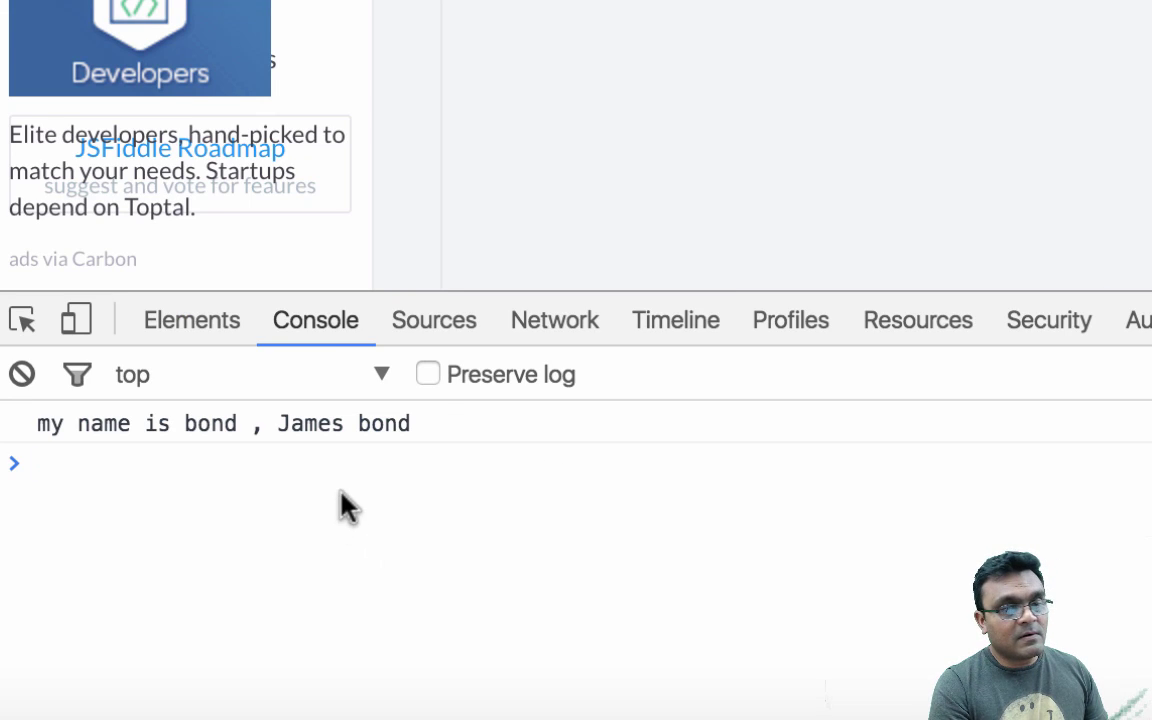 Developers
s
Elite developers, hand-picked to
JSFiddle Roadmap
match your needs. Startups
suggest and vote for feaures
depend on Toptal.
ads via Carbon
Elements Console Sources Network Timeline Profiles Resources Security Au
top Preserve log
my name is bond , James bond